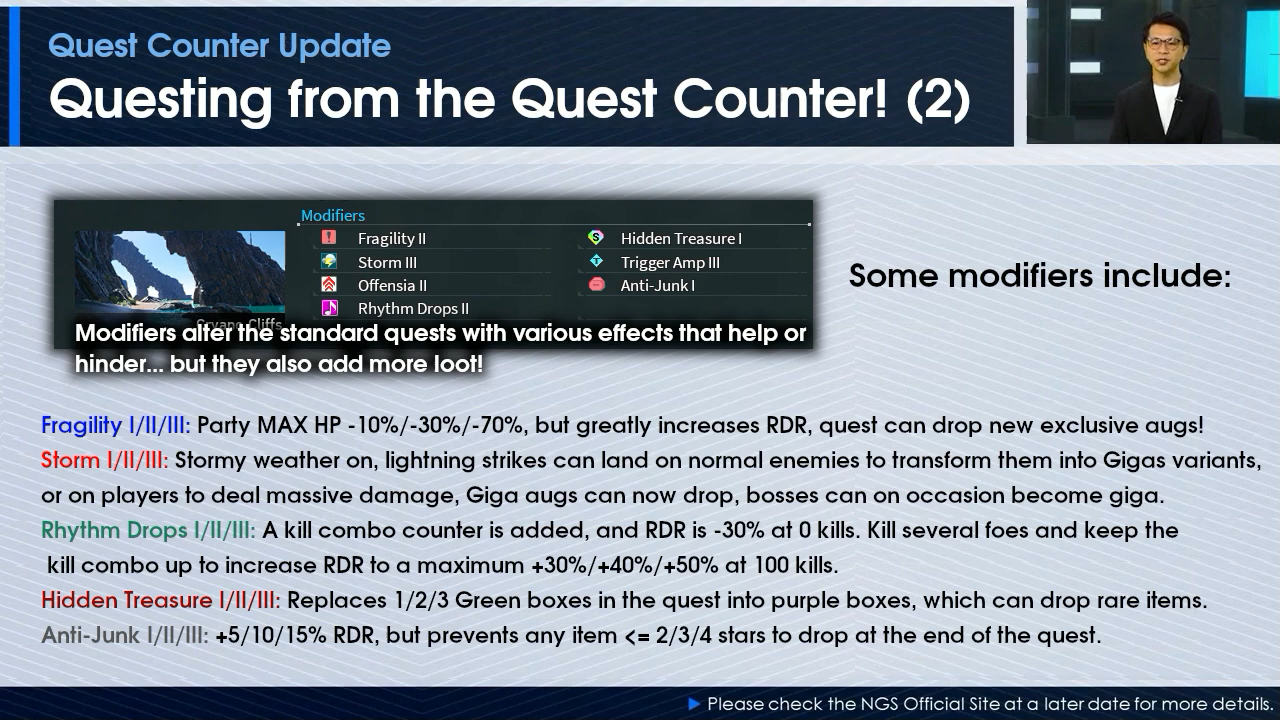 Quest Counter Update
Questing from the Quest Counter! (2)
Modifiers
Fragility II
Hidden Treasure I
Storm III
Trigger Amp III
Offensia II
Anti-Junk I
Rhythm Drops II
Modifiers alter the standard quests with various effects that help or
hinder... but they also add more loot!
Some modifiers include:
Fragility I/II/III: Party MAX HP -10%/-30%/-70%, but greatly increases RDR, quest can drop new exclusive augs!
Storm I/II/III: Stormy weather on, lightning strikes can land on normal enemies to transform them into Gigas variants,
or on players to deal massive damage, Giga augs can now drop, bosses can on occasion become giga.
Rhythm Drops I/II/III: A kill combo counter is added, and RDR is -30% at 0 kills. Kill several foes and keep the
kill combo up to increase RDR to a maximum +30%/+40%/+50% at 100 kills.
Hidden Treasure I/II/III: Replaces 1/2/3 Green boxes in the quest into purple boxes, which can drop rare items.
Anti-Junk I/II/III: +5/10/15% RDR, but prevents any item <= 2/3/4 stars to drop at the end of the quest.
Please check the NGS Official Site at a later date for more details.